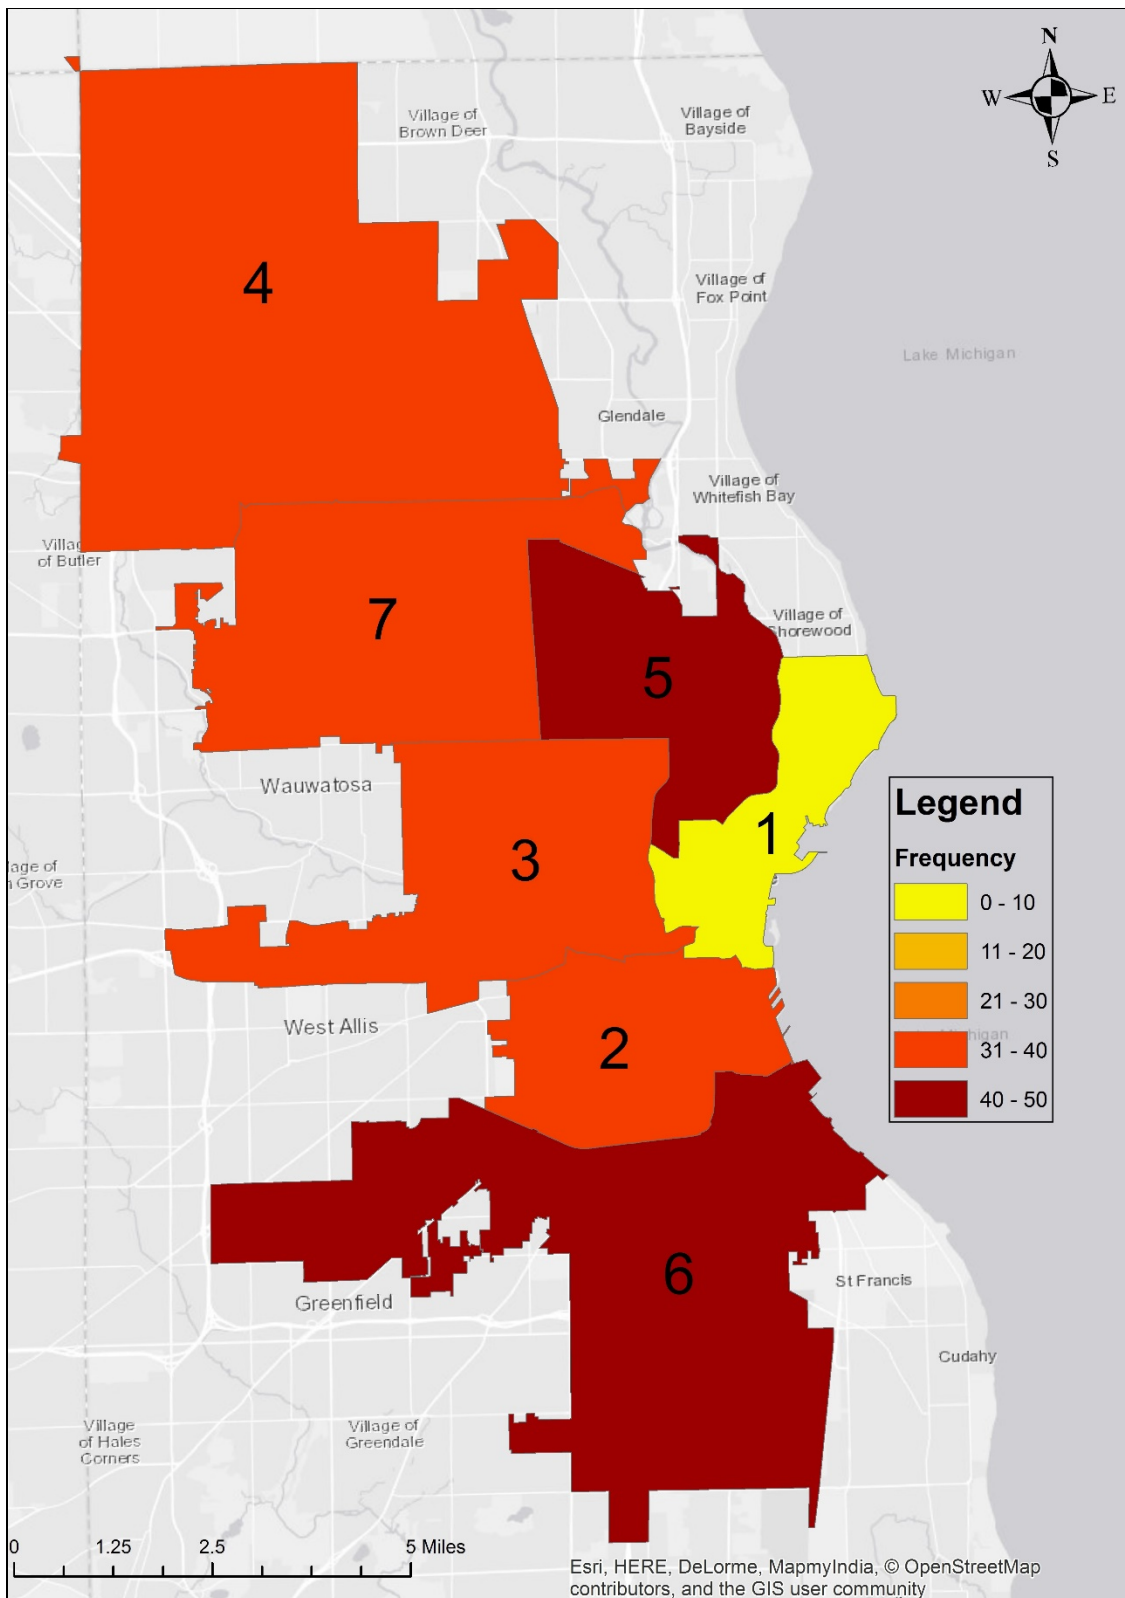 N
W E
S
Village of
Brown Deer
Village of
Bayside
4
Village of
Fox Point
Lake Michigan
Glendale
Village of
Whitefish Bay
of Butler
7
Village of
5
Wauwatosa
1
3
of
Grove
Legend
Frequency
0 - 10
11 - 20
21 - 30
31 - 40
40 - 50
West Allis
2
6
St Francis
Greenfield
Cudahy
Village
of Hales
Corners
Village of
Greendale
0 1.25 2.5 5 Miles
Esri, HERE, DeLorme, MapmyIndia, © OpenStreetMap
contributors, and the GIS user community